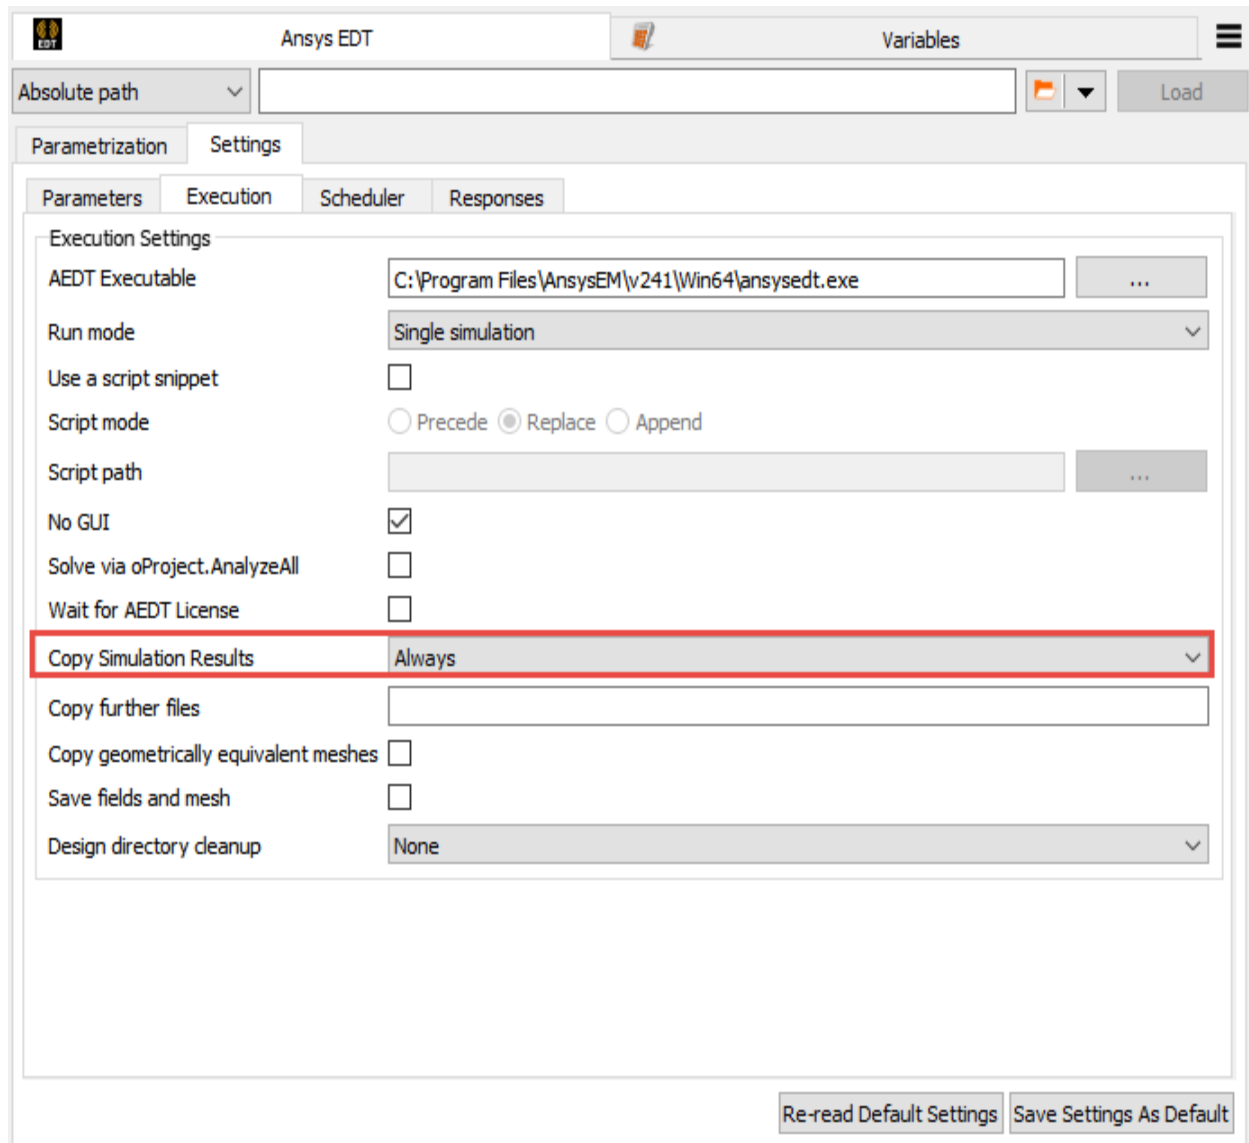 EDT Ansys EDT Variables
Absolute path Load
Parametrization Settings
Parameters Execution Scheduler Responses
Execution Settings
AEDT Executable C:\Program Files\AnsysEM\v241\Win64\ansysedt.exe ...
Run mode Single simulation
Use a script snippet
Script mode Precede Replace Append
Script path ...
No GUI
Solve via oProject.AnalyzeAll
Wait for AEDT License
Copy Simulation Results Always
Copy further files
Copy geometrically equivalent meshes
Save fields and mesh
Design directory cleanup None
Re-read Default Settings Save Settings As Default